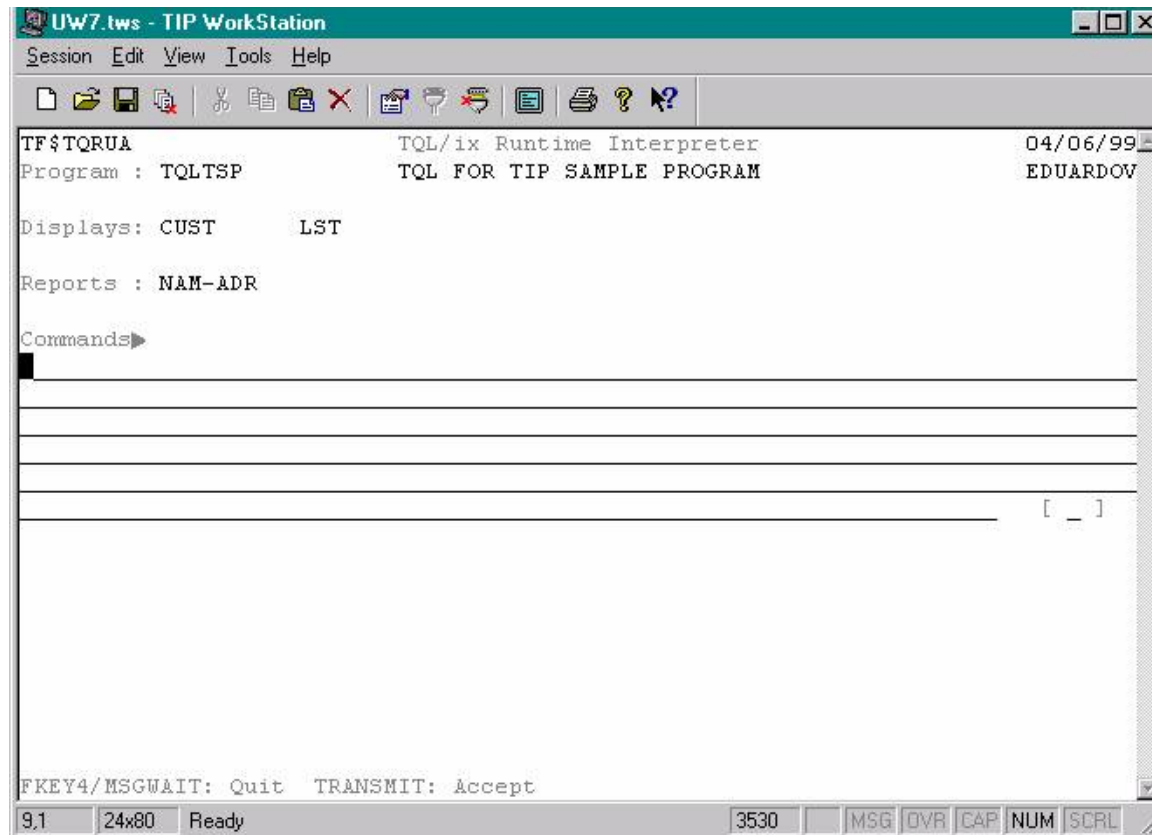 UW7.tws - TIP WorkStation
Session Edit View Tools Help
TF$TQRUA TQL/ix Runtime Interpreter 04/06/99
Program : TQLTSP TQL FOR TIP SAMPLE PROGRAM EDUARDOV
Displays: CUST LST
Reports : NAM-ADR
Commands▶
[ _ ]
FKEY4/MSGWAIT: Quit TRANSMIT: Accept
9,1 24x80 Ready 3530 MSG OVR CAP NUM SCRL